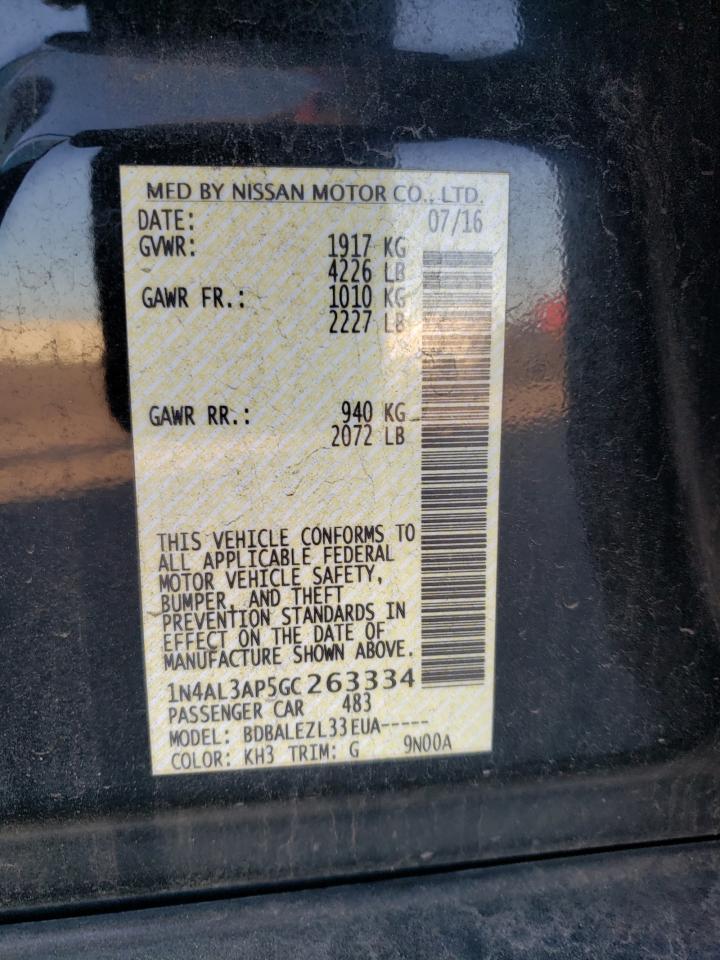 MFD BY NISSAN MOTOR CO., LTD.
DATE: 07/16
GVWR: 1917 KG
4226 LB
GAWR FR.: 1010 KG
2227 LB
GAWR RR.: 940 KG
2072 LB
THIS VEHICLE CONFORMS TO
ALL APPLICABLE FEDERAL
MOTOR VEHICLE SAFETY,
BUMPER, AND THEFT
PREVENTION STANDARDS IN
EFFECT ON THE DATE OF
MANUFACTURE SHOWN ABOVE.
1N4AL3AP5GC263334
PASSENGER CAR 483
MODEL: BDBALEZL33EUA-----
COLOR: KH3 TRIM: G 9N00A